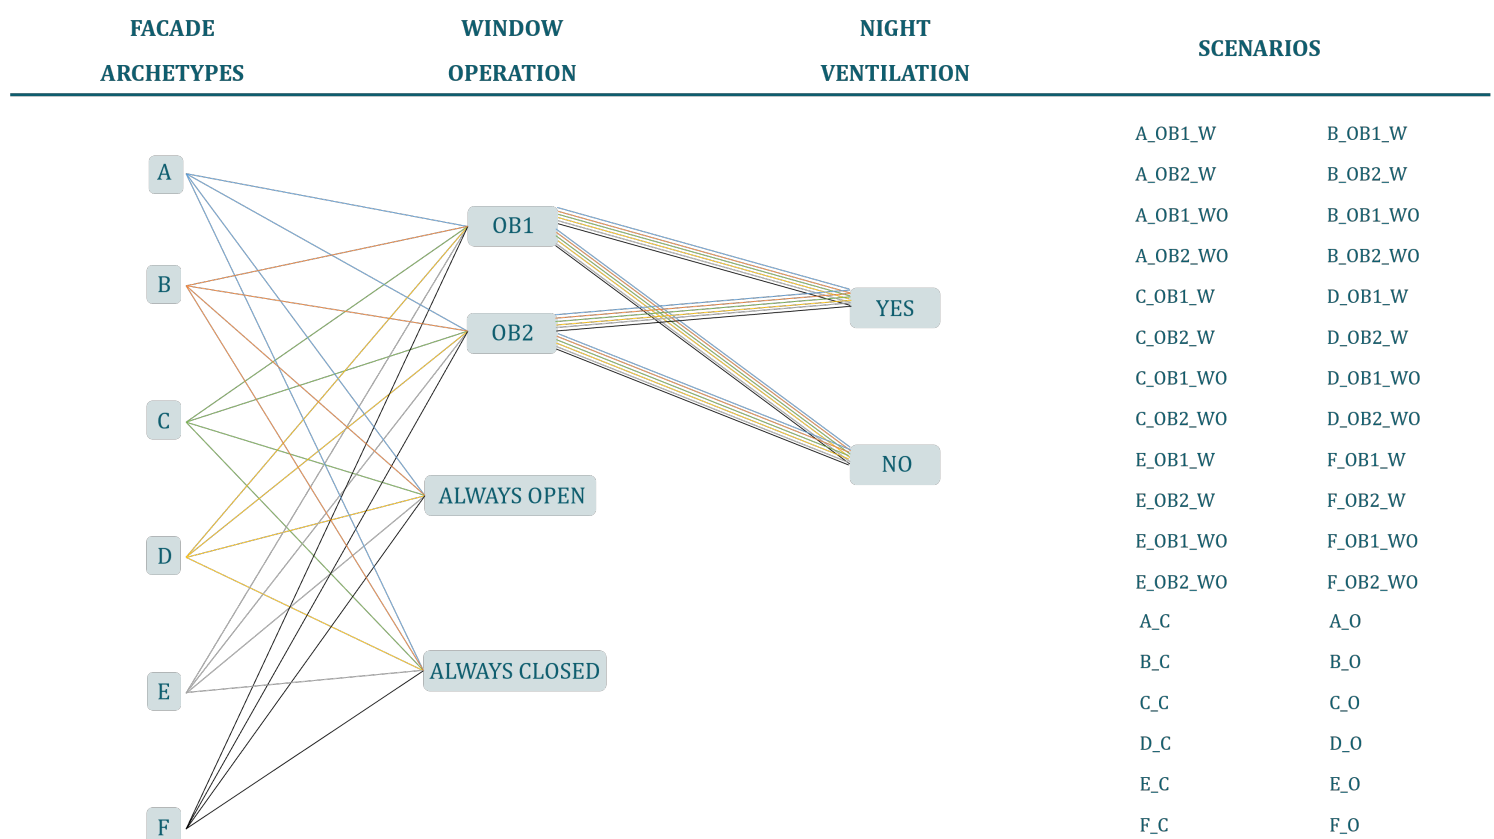 FACADE
ARCHETYPES
WINDOW
OPERATION
NIGHT
VENTILATION
SCENARIOS
A
B
C
D
E
F
OB1
OB2
ALWAYS OPEN
ALWAYS CLOSED
YES
NO
A_OB1_W
B_OB1_W
A_OB2_W
B_OB2_W
A_OB1_WO
B_OB1_WO
A_OB2_WO
B_OB2_WO
C_OB1_W
D_OB1_W
C_OB2_W
D_OB2_W
C_OB1_WO
D_OB1_WO
C_OB2_WO
D_OB2_WO
E_OB1_W
F_OB1_W
E_OB2_W
F_OB2_W
E_OB1_WO
F_OB1_WO
E_OB2_WO
F_OB2_WO
A_C
A_O
B_C
B_O
C_C
C_O
D_C
D_O
E_C
E_O
F_C
F_O